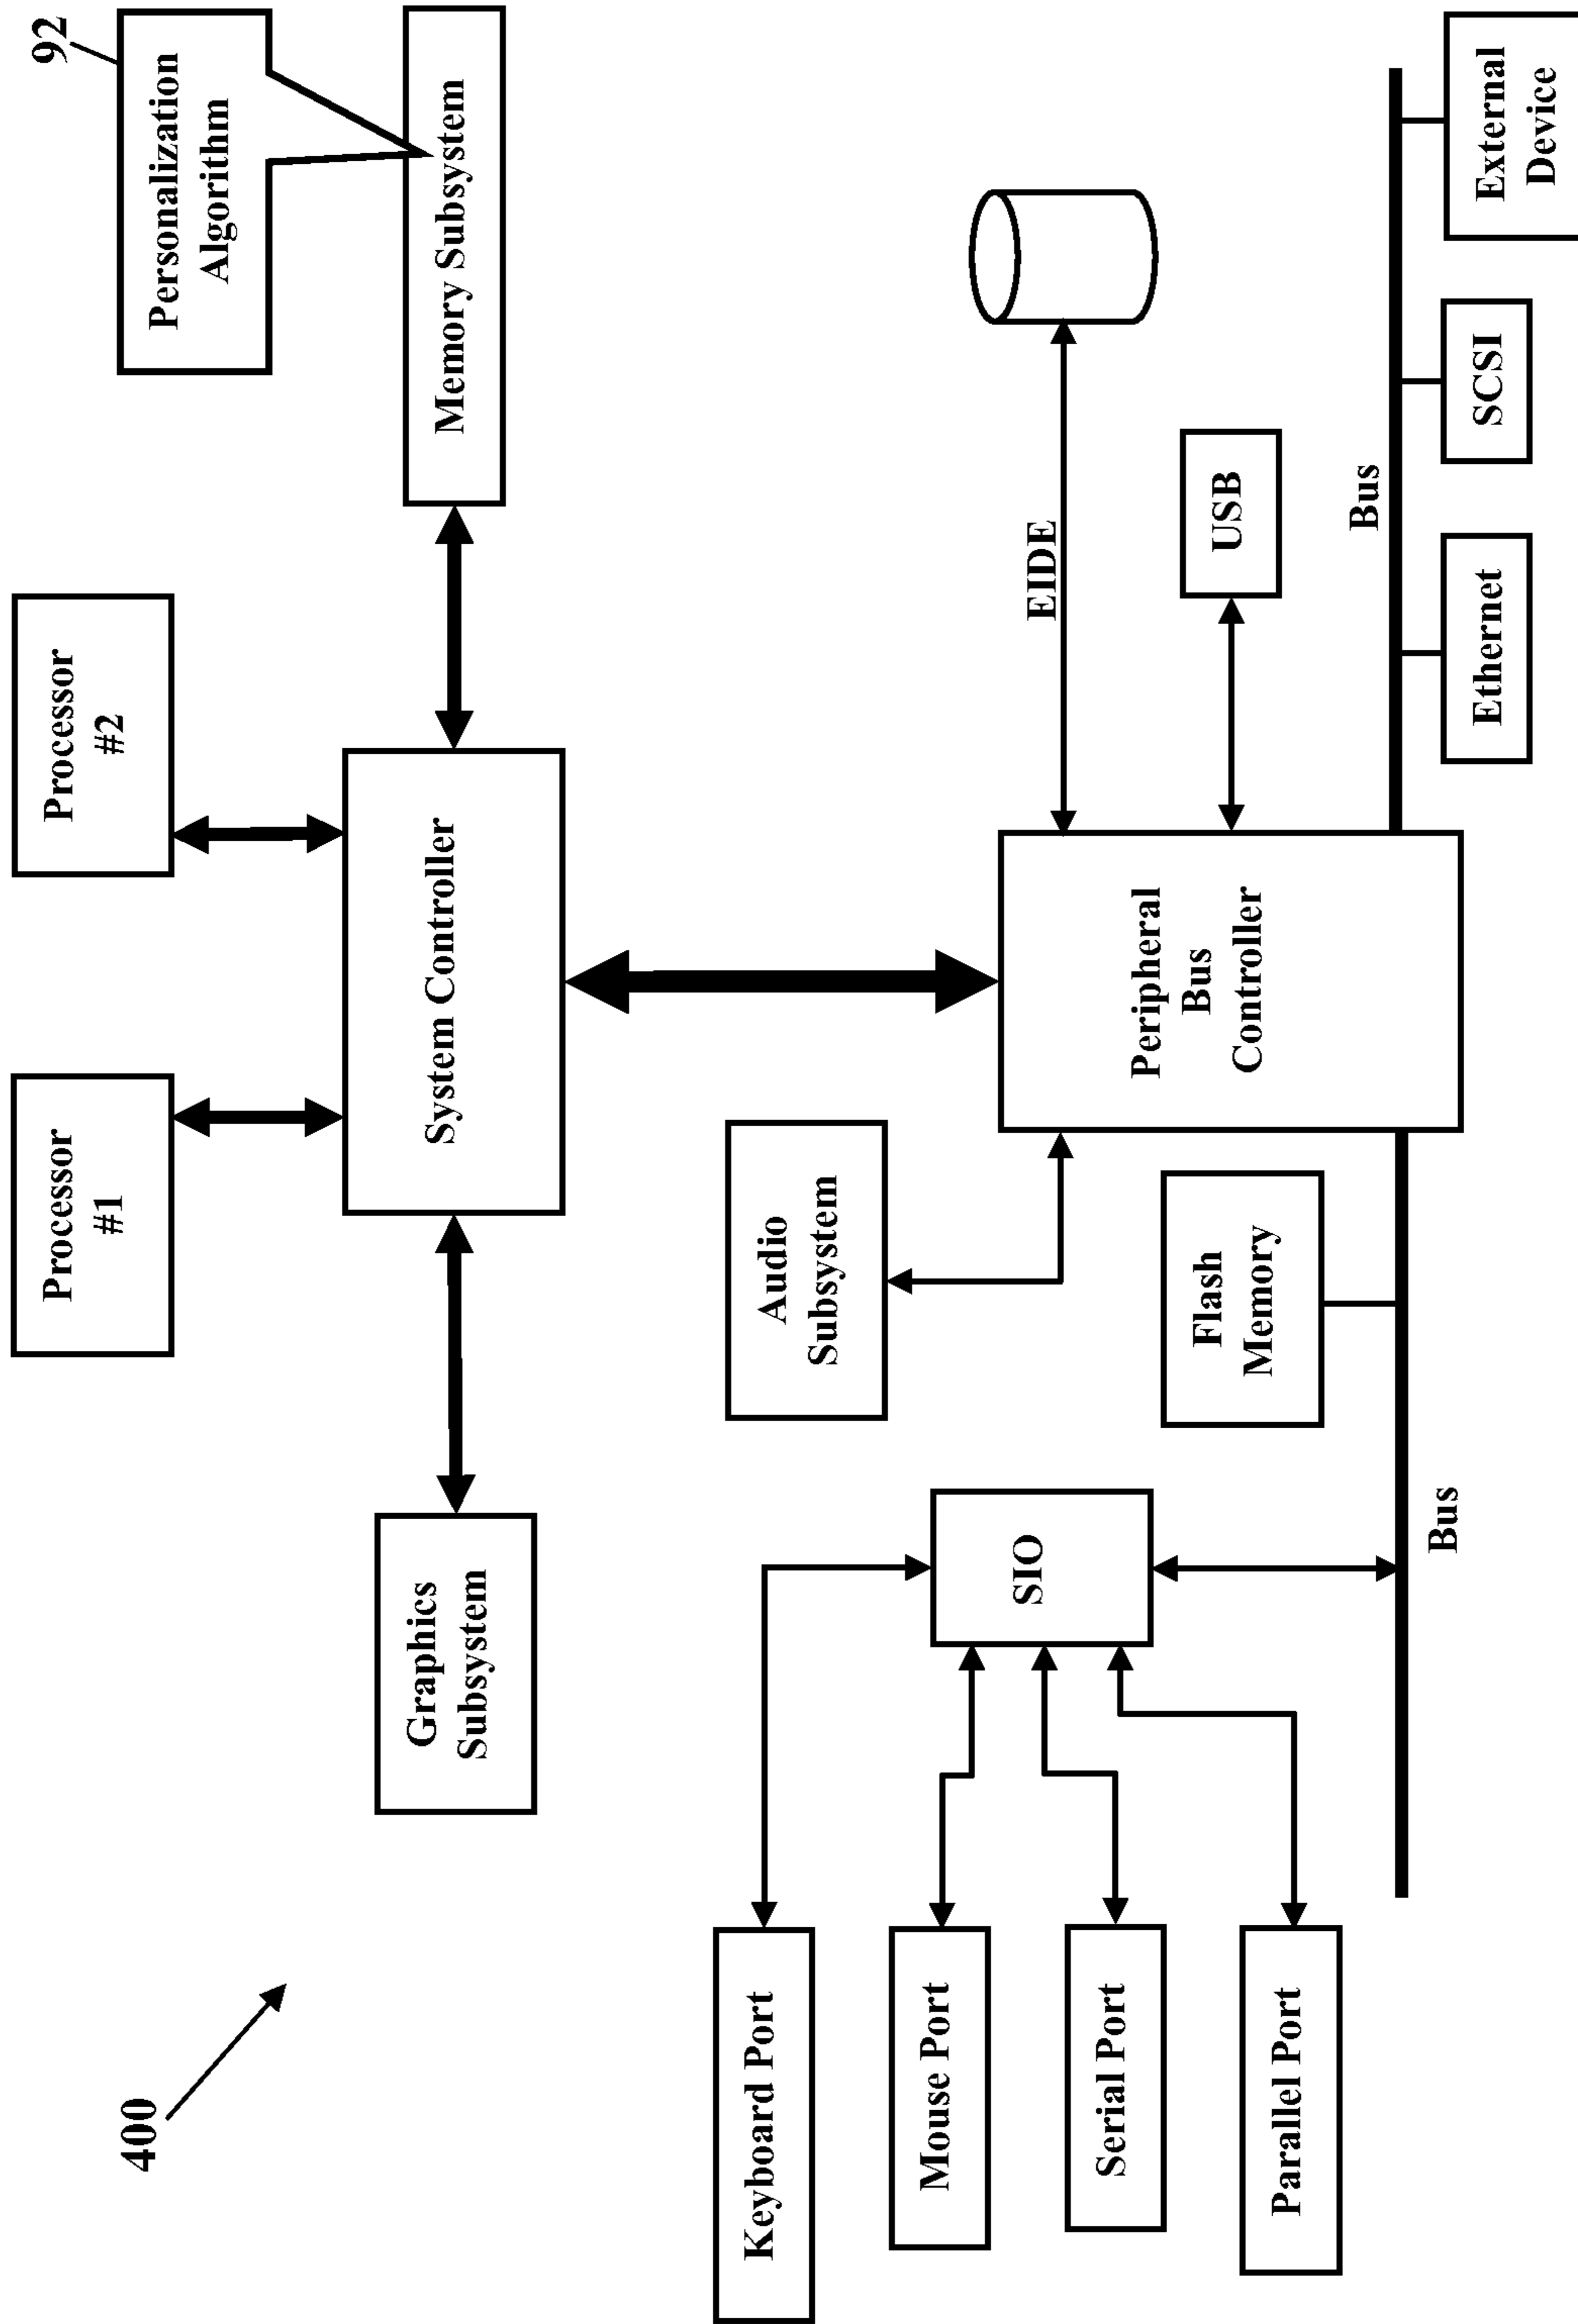 400
92
Personalization
Algorithm
Processor
#1
Processor
#2
Graphics
Subsystem
System Controller
Memory Subsystem
Keyboard Port
Mouse Port
Serial Port
Parallel Port
SIO
Audio
Subsystem
Flash
Memory
Peripheral
Bus
Controller
EIDE
USB
Bus
Bus
Ethernet
SCSI
External
Device